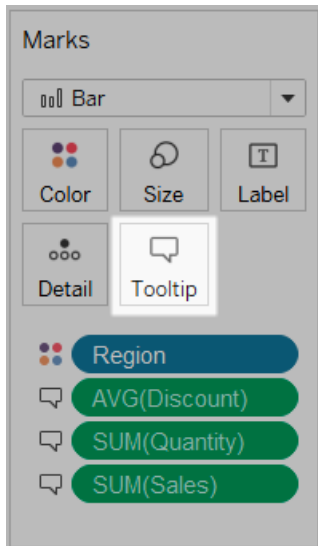 Marks
Bar
Color Size Label
Detail Tooltip
Region
AVG(Discount)
SUM(Quantity)
SUM(Sales)